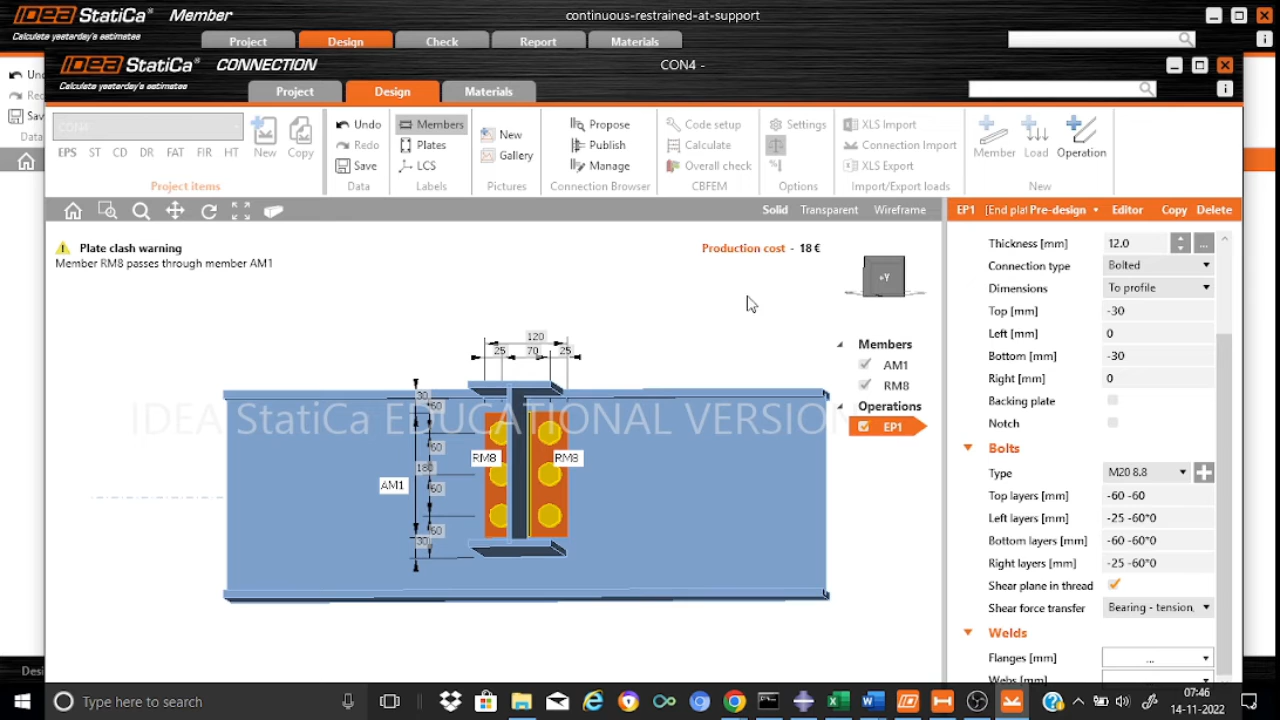 IDEA StatiCa® Member
Calculate yesterday's estimates
continuous-restrained-at-support
Project Design Check Report Materials
IDEA StatiCa® CONNECTION
Calculate yesterday's estimates
CON4 -
Project Design Materials
CON4
EPS ST CD DR FAT FIR HT
New
Copy
Project items
Undo
Redo
Save
Data
Members
Plates
LCS
Labels
New
Gallery
Pictures
Propose
Publish
Manage
Connection Browser
Code setup
Calculate
Overall check
CBFEM
Settings
Options
XLS Import
Connection Import
XLS Export
Import/Export loads
Member
Load
Operation
New
Solid Transparent Wireframe
EP1 [End plat Pre-design Editor Copy Delete
Plate clash warning
Member RM8 passes through member AM1
Production cost - 18 €
+Y
Members
AM1
RM8
Operations
EP1
120
25 70 25
30
60
60
180
60
60
30
AM1
RM8
RM8
IDEA StatiCa EDUCATIONAL VERSION
Thickness [mm] 12.0 ...
Connection type Bolted
Dimensions To profile
Top [mm] -30
Left [mm] 0
Bottom [mm] -30
Right [mm] 0
Backing plate
Notch
Bolts
Type M20 8.8
Top layers [mm] -60 -60
Left layers [mm] -25 -60*0
Bottom layers [mm] -60 -60
Right layers [mm] -25 -60*0
Shear plane in thread
Shear force transfer Bearing - tension,
Welds
Flanges [mm] ...
Webs [mm]
Type here to search
07:46
14-11-2022